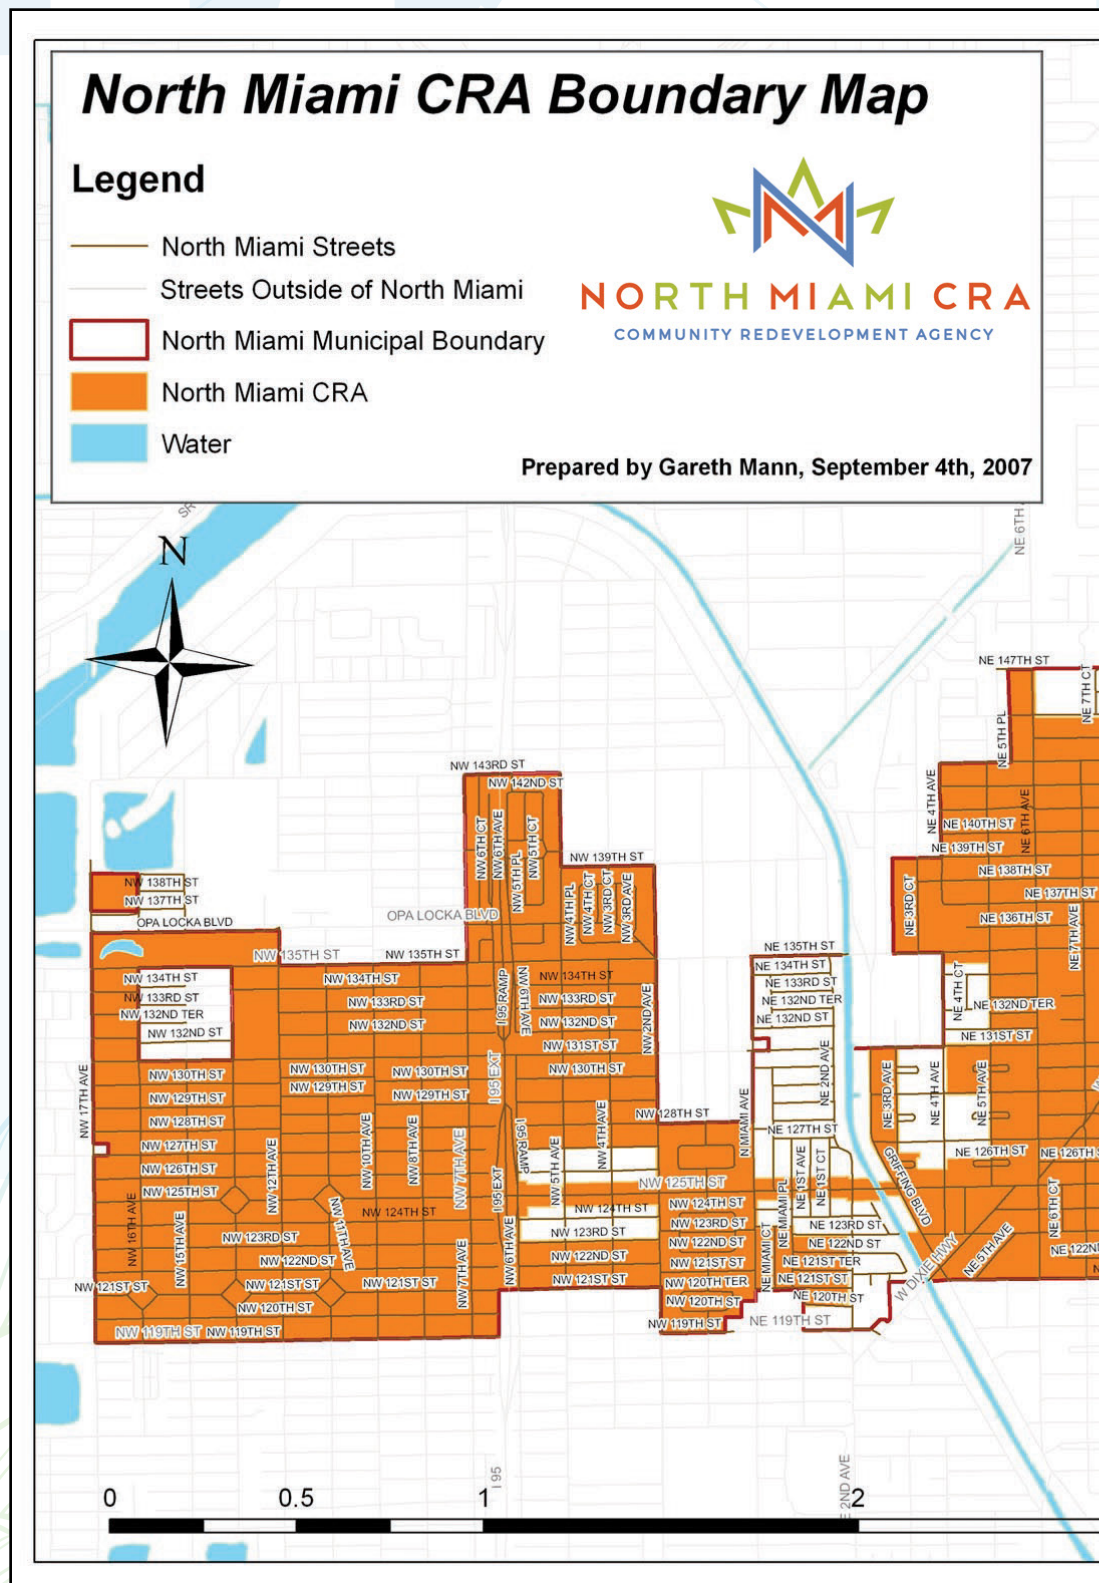 North Miami CRA Boundary Map
Legend
North Miami Streets
Streets Outside of North Miami
North Miami Municipal Boundary
North Miami CRA
Water
NORTH MIAMI CRA
COMMUNITY REDEVELOPMENT AGENCY
Prepared by Gareth Mann, September 4th, 2007
SR
N
NE 6TH
NE 147TH ST
NE 7TH CT
NE 5TH PL
NW 143RD ST
NW 142ND ST
NE 4TH AVE
NE 6TH AVE
NW 6TH CT
NW 6TH AVE
NW 5TH PL
NW 5TH CT
NE 140TH ST
NE 139TH ST
NW 139TH ST
NE 138TH ST
NW 138TH ST
NW 137TH ST
NE 137TH ST
NE 3RD CT
NW 4TH PL
NW 4TH CT
NW 3RD CT
NW 3RD AVE
OPA LOCKA BLVD
OPA LOCKA BLVD
NE 136TH ST
NE 7TH AVE
NW 135TH ST
NW 135TH ST
NE 135TH ST
NW 134TH ST
NW 134TH ST
NW 134TH ST
NE 134TH ST
NE 4TH CT
NW 133RD ST
NW 133RD ST
NW 133RD ST
NE 133RD ST
I 95 RAMP
NW 6TH AVE
NW 2ND AVE
NW 132ND TER
NE 132ND TER
NE 132ND TER
NW 132ND ST
NW 132ND ST
NW 132ND ST
NE 132ND ST
NW 131ST ST
NE 131ST ST
NW 130TH ST
NW 130TH ST
NW 130TH ST
NW 130TH ST
I 95 EXT
NE 2ND AVE
NE 3RD AVE
NE 4TH AVE
NE 5TH AVE
NW 17TH AVE
NW 129TH ST
NW 129TH ST
NW 129TH ST
NW 128TH ST
NW 128TH ST
N MIAMI AVE
NE 127TH ST
NW 127TH ST
NW 12TH AVE
NW 10TH AVE
NW 8TH AVE
NW 7TH AVE
I 95 RAMP
I 95 EXT
NW 5TH AVE
NW 4TH AVE
NE 126TH ST
NE 126TH
NW 126TH ST
NW 125TH ST
NW 125TH ST
NE MIAMI PL
NE 1ST AVE
NE 1ST CT
GRIFFING BLVD
NW 16TH AVE
NW 15TH AVE
NW 11TH AVE
NW 124TH ST
NW 124TH ST
NW 124TH ST
NE 6TH CT
NW 123RD ST
NW 123RD ST
NW 123RD ST
NE 123RD ST
NE 5TH AVE
NW 122ND ST
NW 122ND ST
NW 122ND ST
NE 122ND ST
NE 122N
NW 7TH AVE
NW 6TH AVE
NE MIAMI CT
NW 121ST ST
NE 121ST TER
W DIXIE HWY
NW 121ST ST
NW 121ST ST
NW 121ST ST
NW 121ST ST
NW 120TH TER
NE 121ST ST
NW 120TH ST
NW 120TH ST
NE 120TH ST
NW 119TH ST
NW 119TH ST
NW 119TH ST
NE 119TH ST
I 95
2ND AVE
0
0.5
1
2